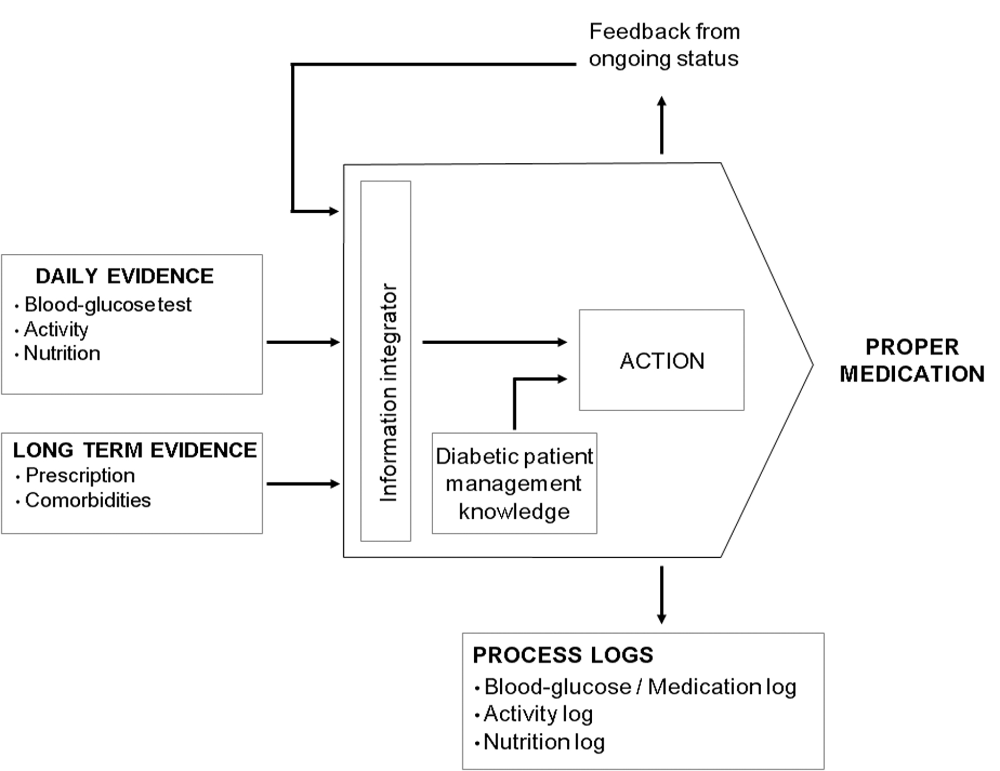 Feedback from
ongoing status
DAILY EVIDENCE
· Blood-glucose test
· Activity
· Nutrition
LONG TERM EVIDENCE
· Prescription
· Comorbidities
Information integrator
ACTION
Diabetic patient
management
knowledge
PROPER
MEDICATION
PROCESS LOGS
· Blood-glucose / Medication log
· Activity log
· Nutrition log